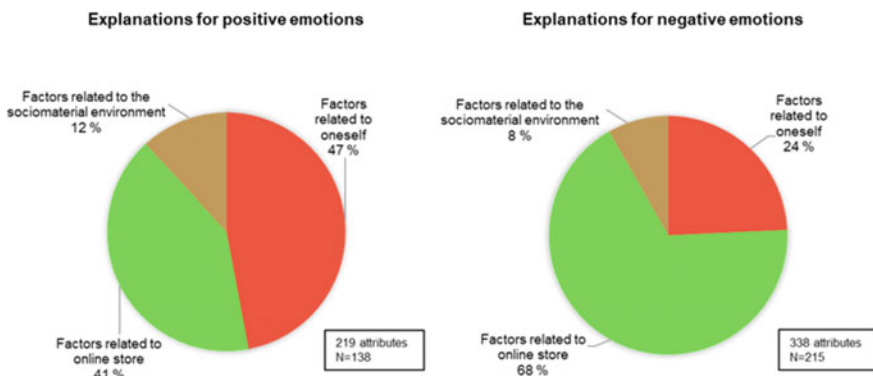 Explanations for positive emotions
Factors related to the
sociomaterial environment
12 %
Factors
related to
oneself
47 %
Factors related to
online store
41 %
219 attributes
N=138
Explanations for negative emotions
Factors related to the
sociomaterial environment
8 %
Factors
related to
oneself
24 %
Factors related to
online store
68 %
338 attributes
N=215